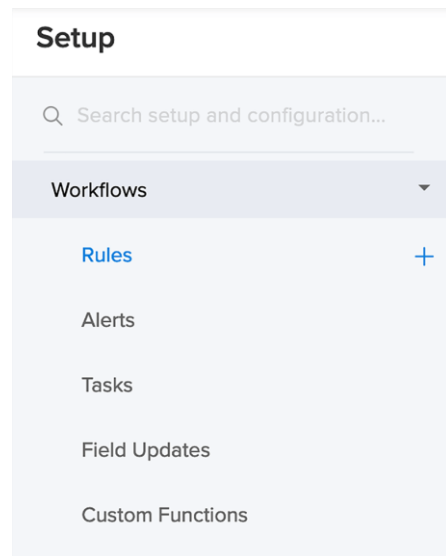 Setup
Search setup and configuration...
Workflows
Rules +
Alerts
Tasks
Field Updates
Custom Functions